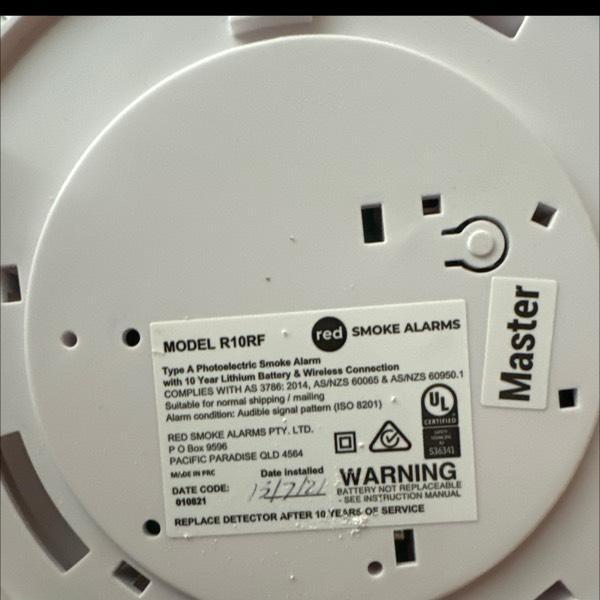 MODEL R10RF
red SMOKE ALARMS
Type A Photoelectric Smoke Alarm
with 10 Year Lithium Battery & Wireless Connection
COMPLIES WITH AS 3786: 2014, AS/NZS 60065 & AS/NZS 60950.1
Suitable for normal shipping / mailing
Alarm condition: Audible signal pattern (ISO 8201)
RED SMOKE ALARMS PTY. LTD.
P O Box 9596
PACIFIC PARADISE QLD 4564
MADE IN PRC
Date Installed
DATE CODE:
010821
UL
CERTIFIED
S36341
WARNING
BATTERY NOT REPLACEABLE
- SEE INSTRUCTION MANUAL
REPLACE DETECTOR AFTER 10 YEARS OF SERVICE
Master